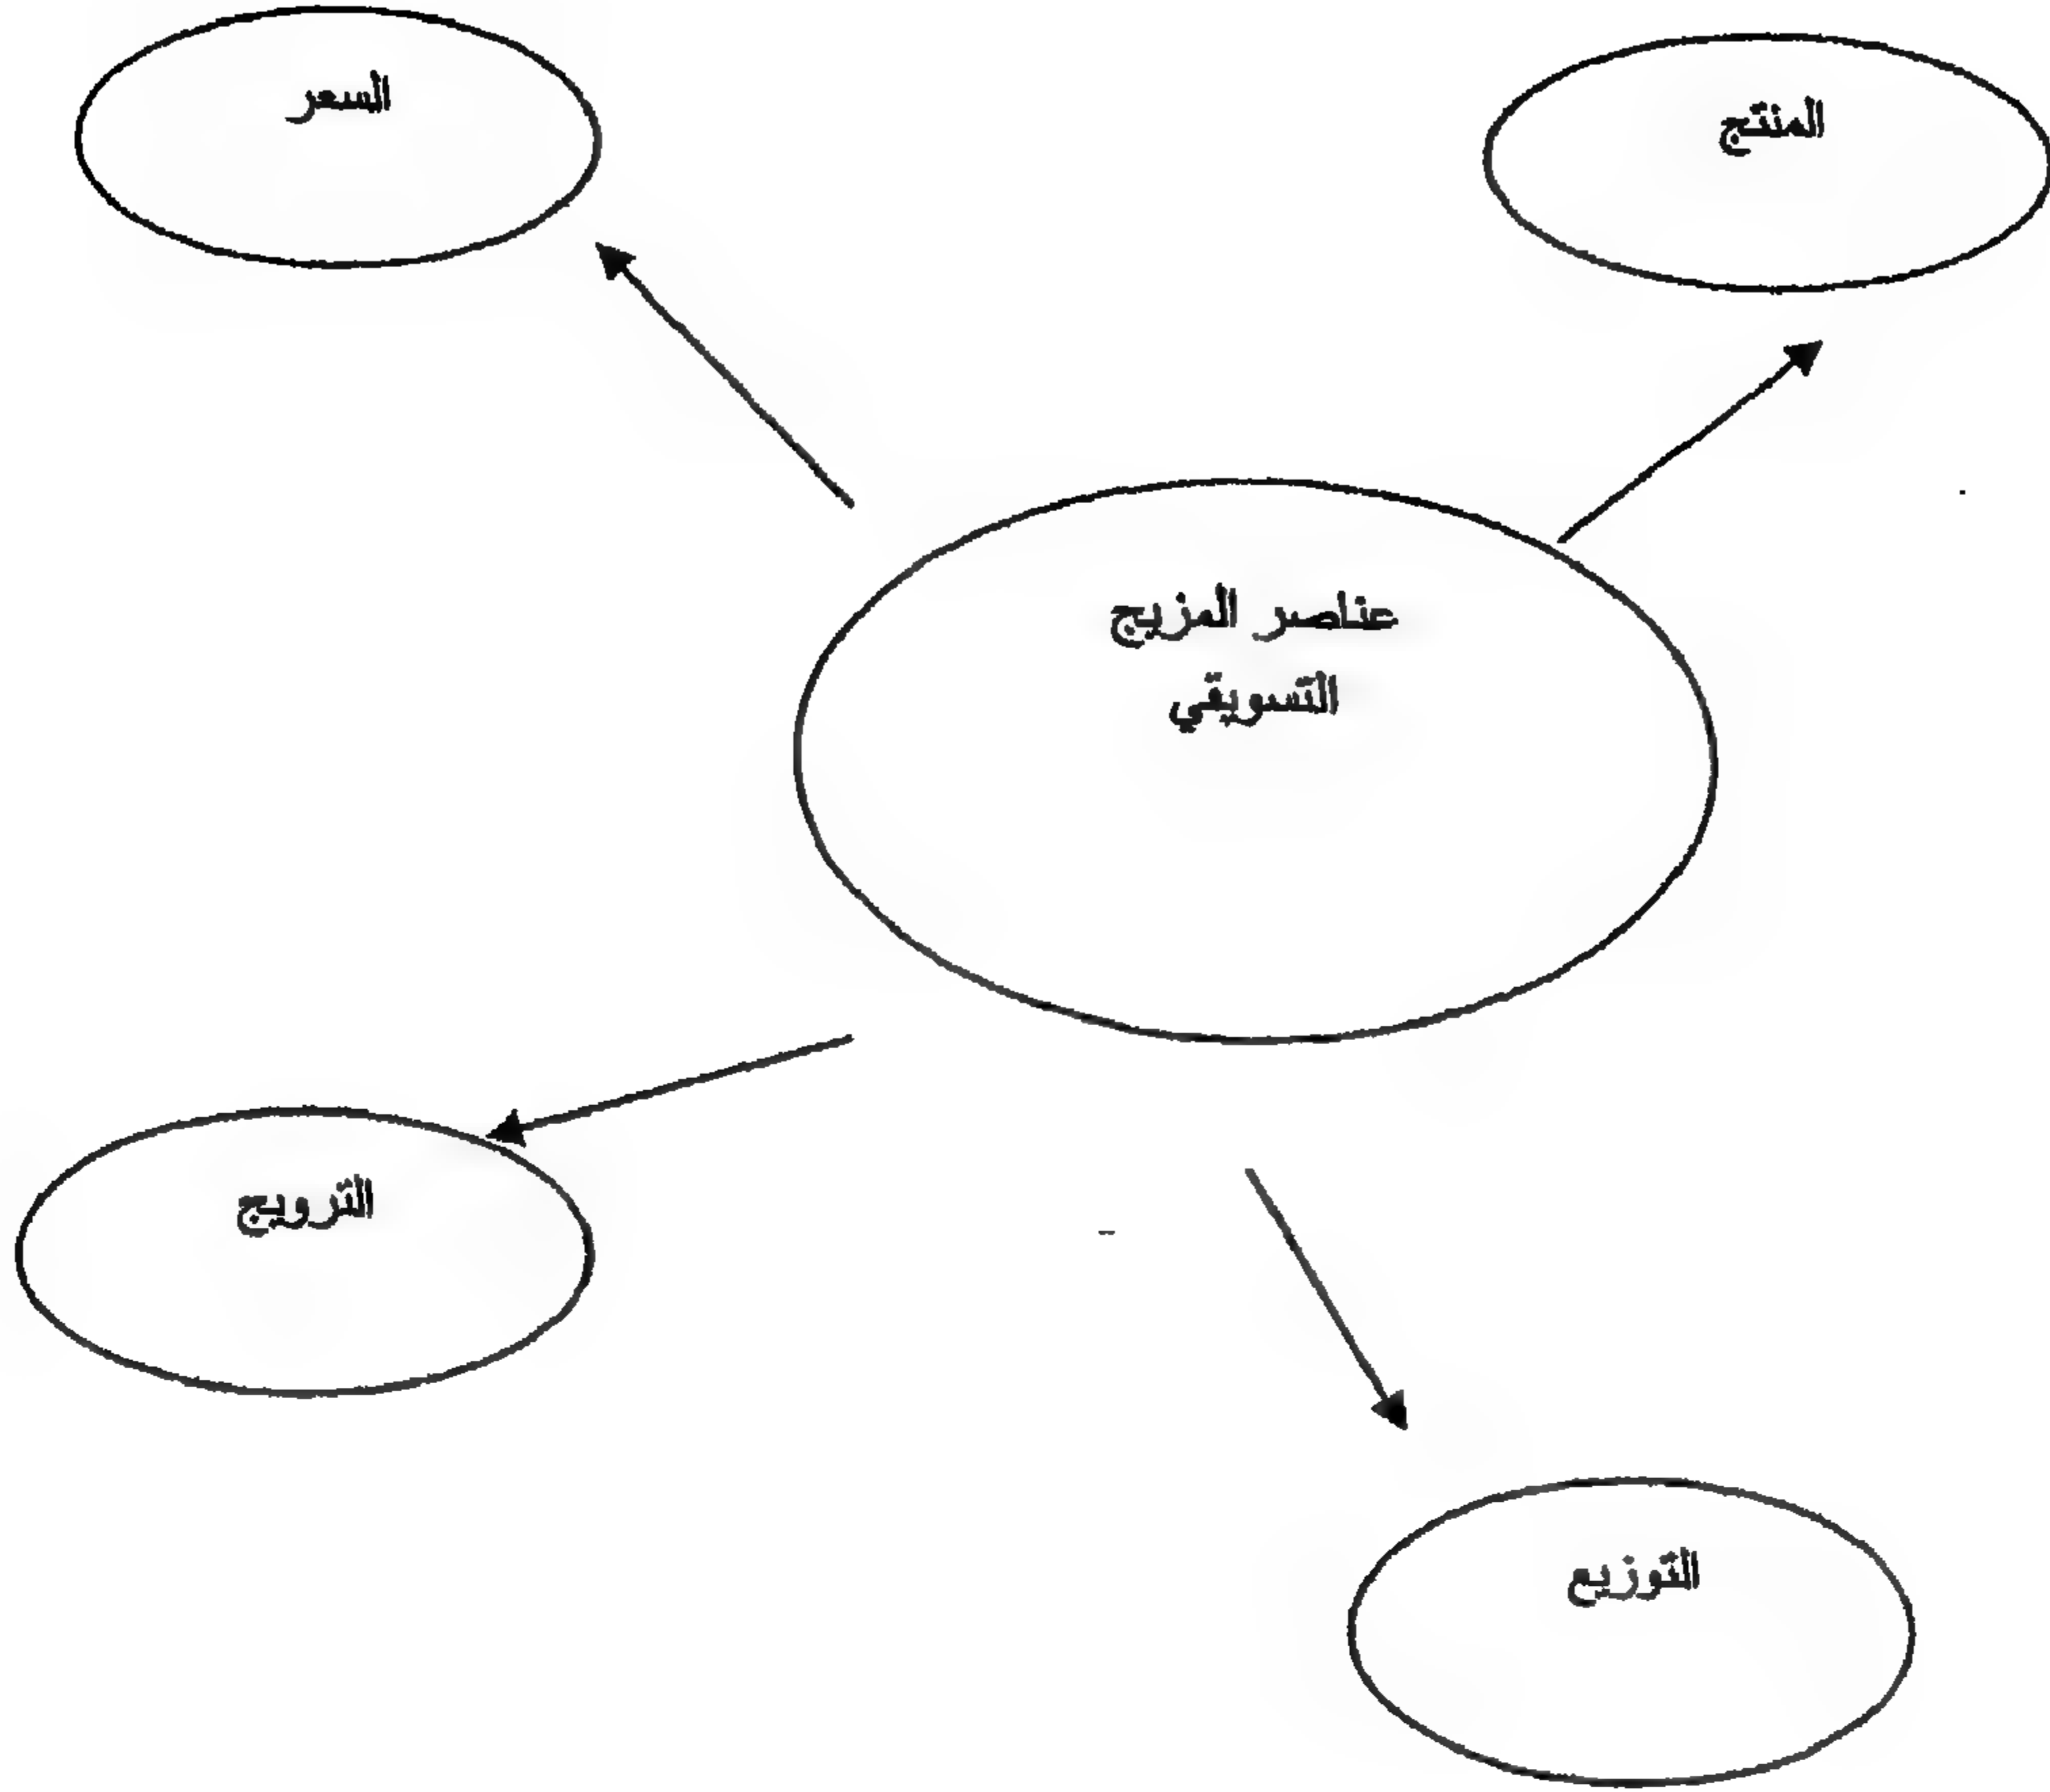 المنتج
السعر
عناصر المزيج
التسويقي
الترويج
التوزيع